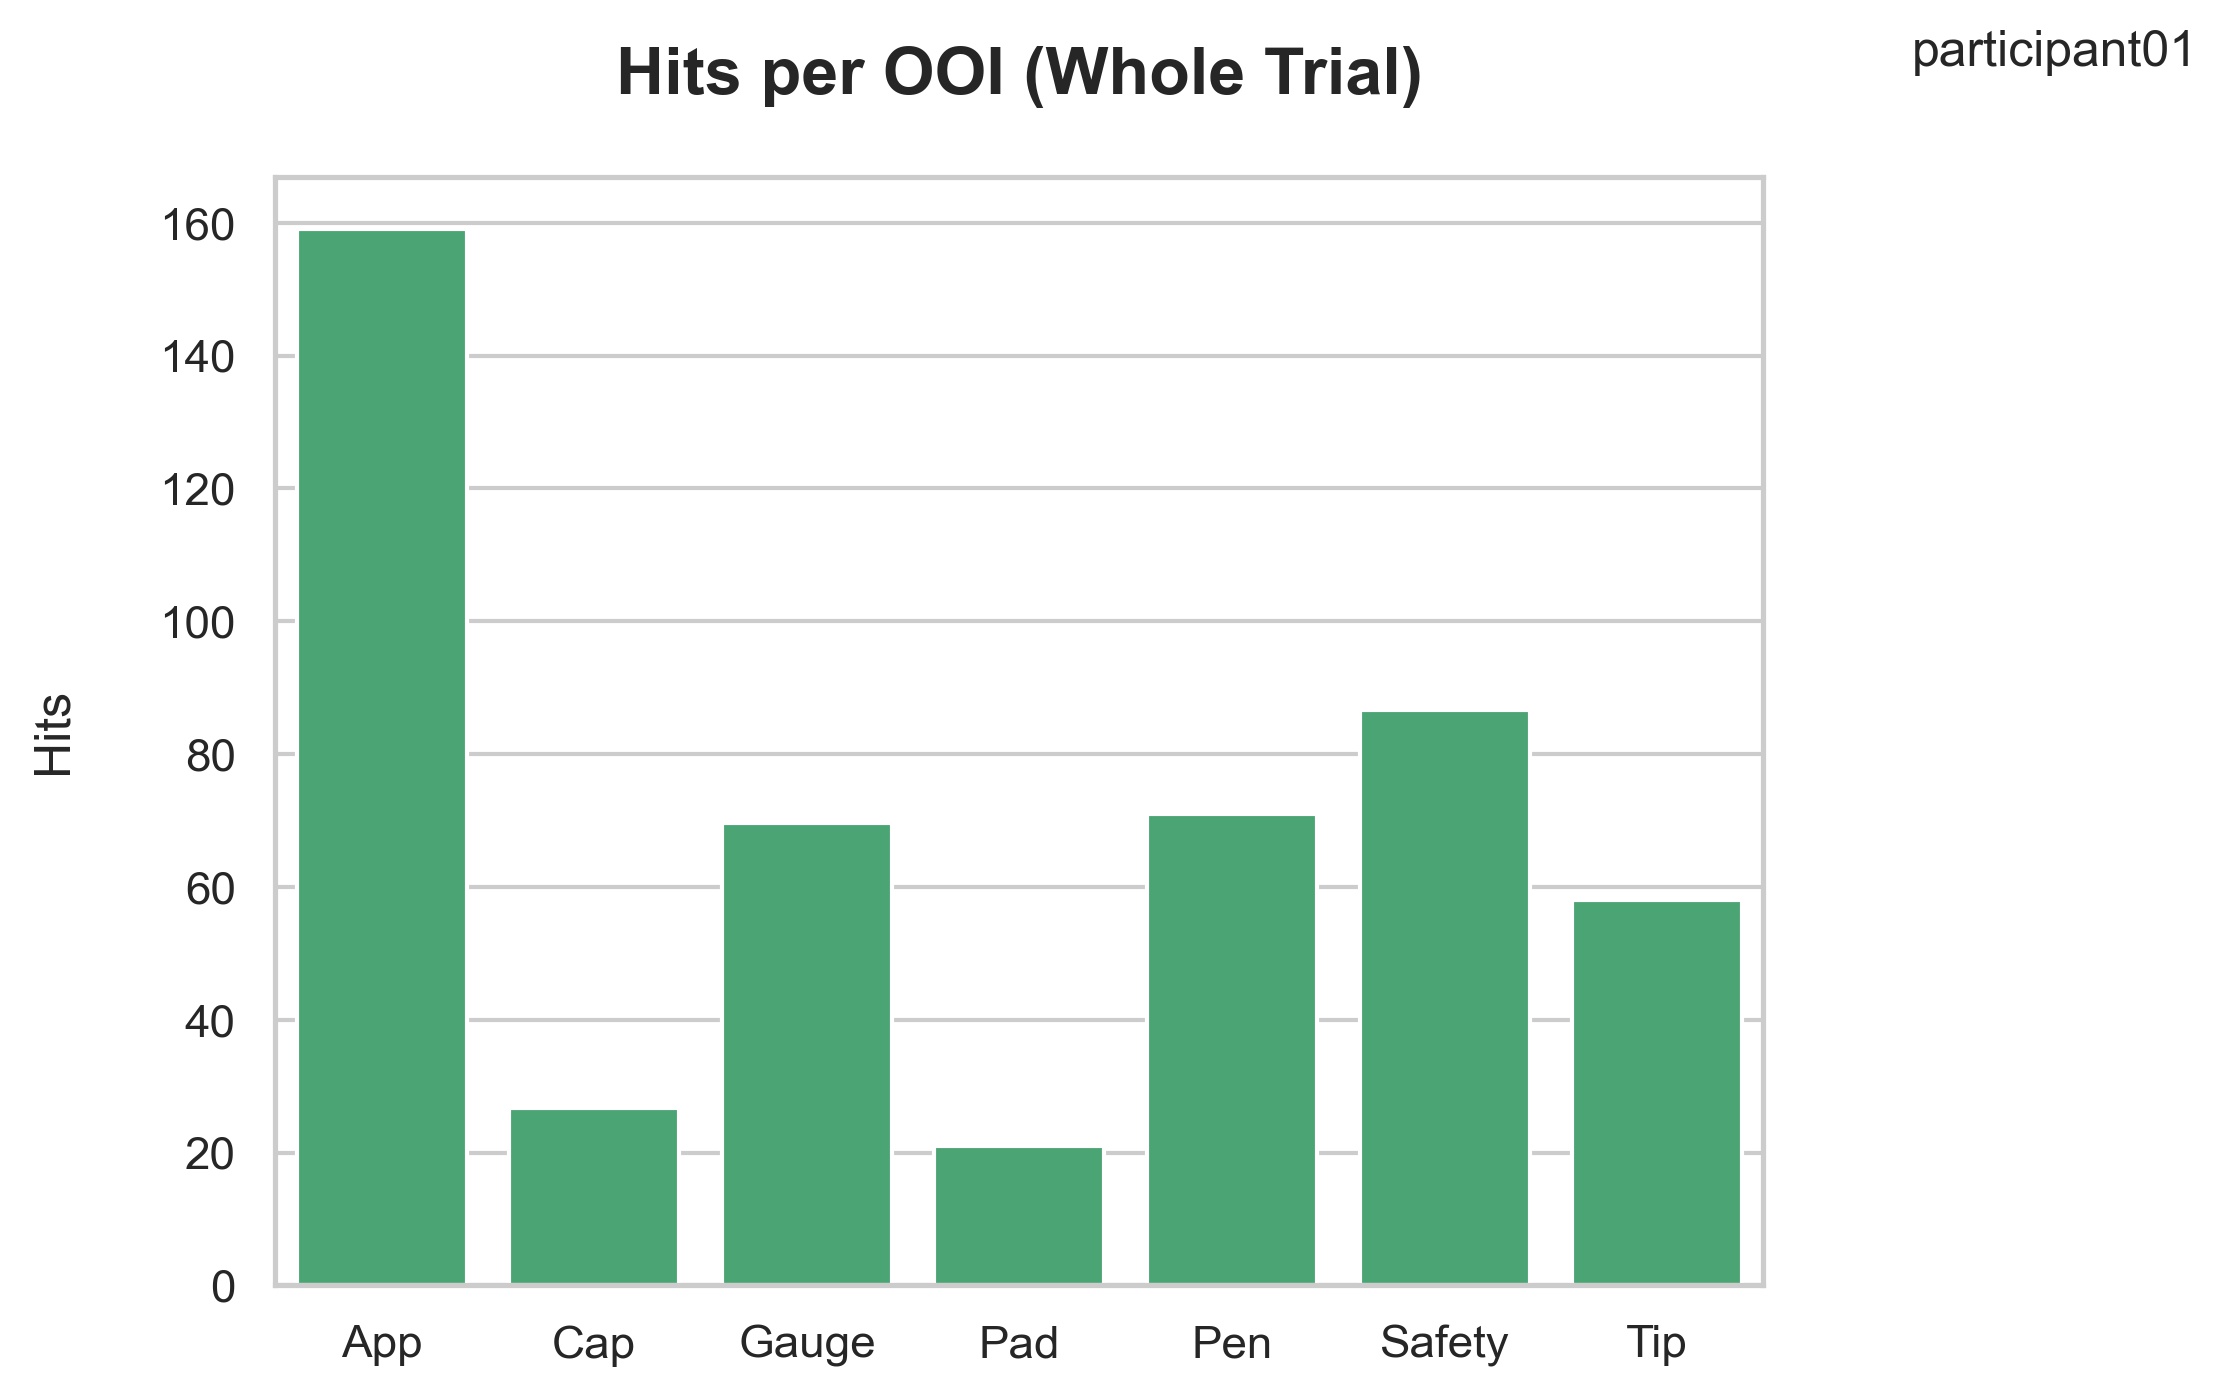 participant01
Hits per OOI (Whole Trial)
Hits
160
140
120
100
80
60
40
20
0
App Cap Gauge Pad Pen Safety Tip